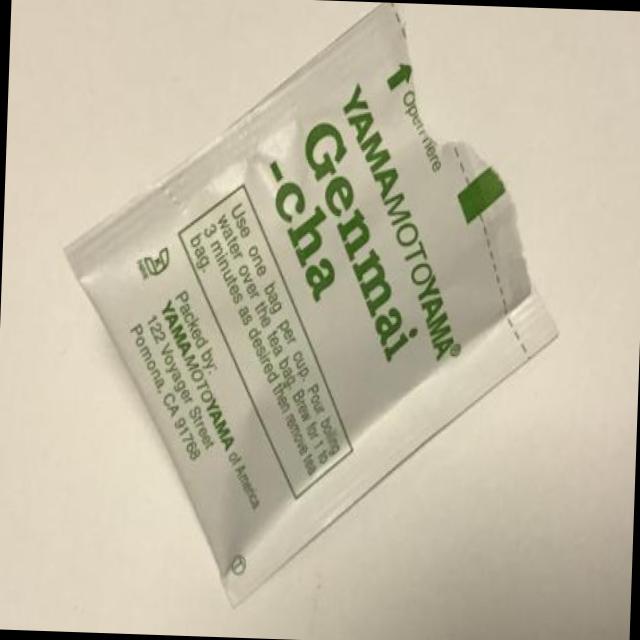 Open Here
YAMAMOTOYAMA®
Genmai
-cha
Use one bag per cup. Pour boiling
water over the tea bag. Brew for 1 to
3 minutes as desired then remove tea
bag.
Packed by:
YAMAMOTOYAMA of America
122 Voyager Street
Pomona, CA 91768